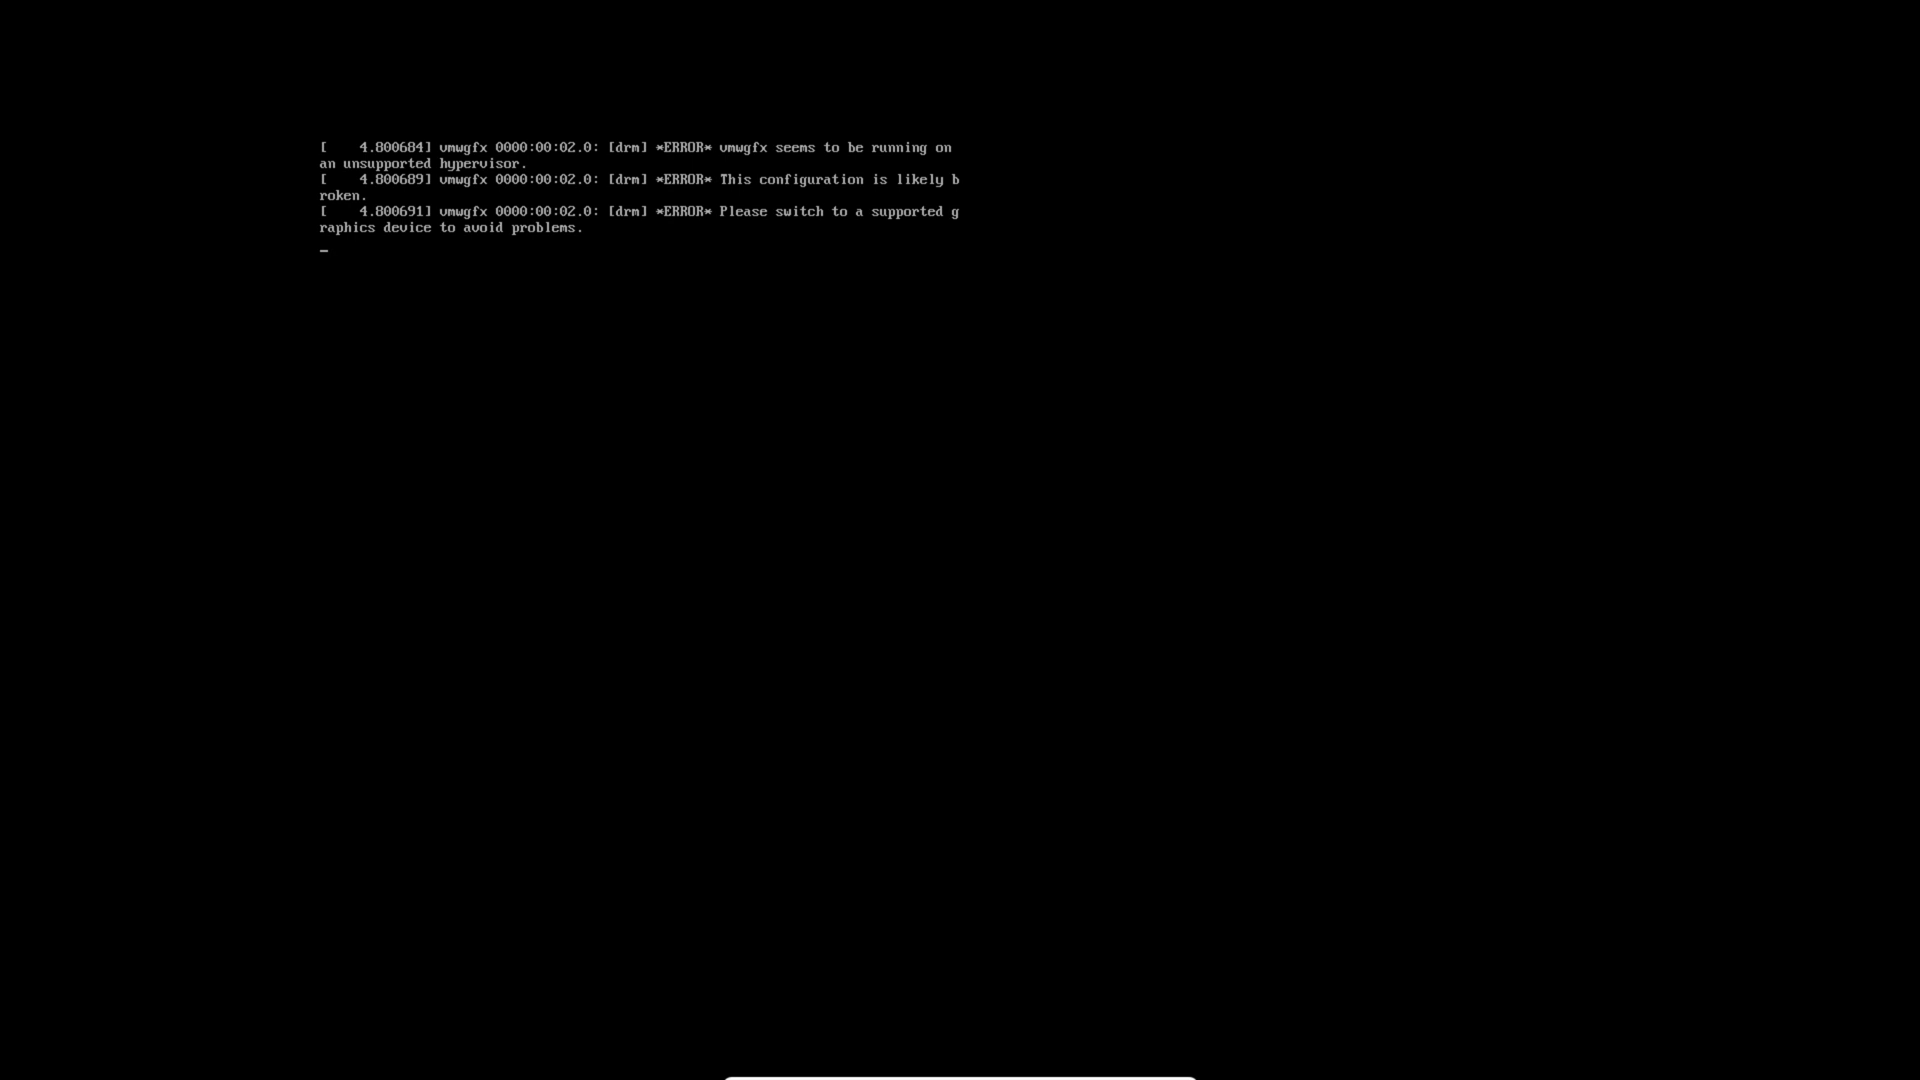 [    4.800684] vmwgfx 0000:00:02.0: [drm] *ERROR* vmwgfx seems to be running on
an unsupported hypervisor.
[    4.800689] vmwgfx 0000:00:02.0: [drm] *ERROR* This configuration is likely b
roken.
[    4.800691] vmwgfx 0000:00:02.0: [drm] *ERROR* Please switch to a supported g
raphics device to avoid problems.
_